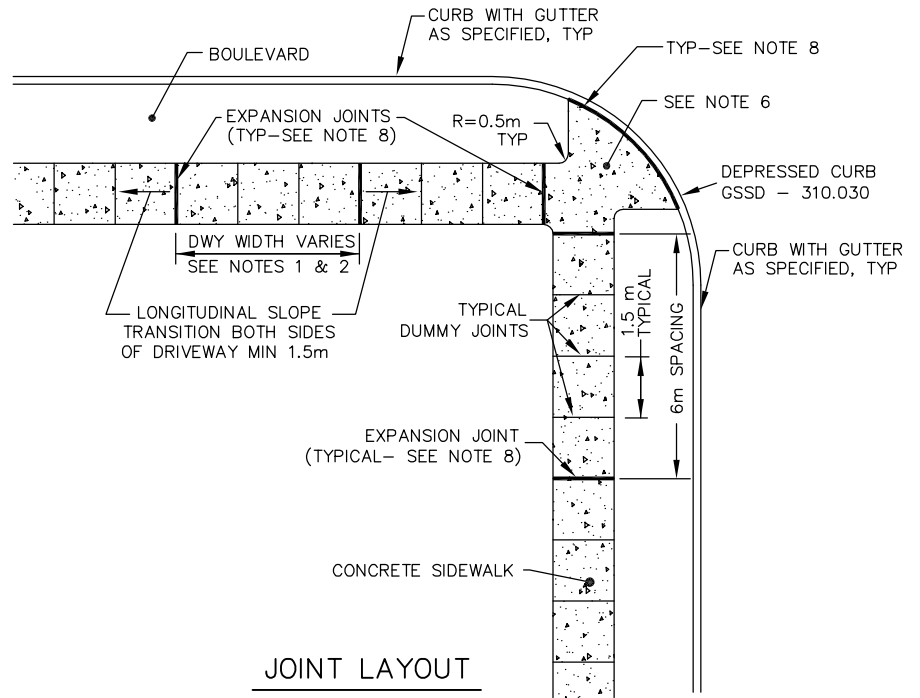 CURB WITH GUTTER
AS SPECIFIED, TYP
BOULEVARD
TYP-SEE NOTE 8
EXPANSION JOINTS
(TYP-SEE NOTE 8)
R=0.5m
TYP
SEE NOTE 6
DEPRESSED CURB
GSSD - 310.030
DWY WIDTH VARIES
SEE NOTES 1 & 2
CURB WITH GUTTER
AS SPECIFIED, TYP
LONGITUDINAL SLOPE
TRANSITION BOTH SIDES
OF DRIVEWAY MIN 1.5m
TYPICAL
DUMMY JOINTS
1.5 m
TYPICAL
6m SPACING
EXPANSION JOINT
(TYPICAL- SEE NOTE 8)
CONCRETE SIDEWALK
JOINT LAYOUT